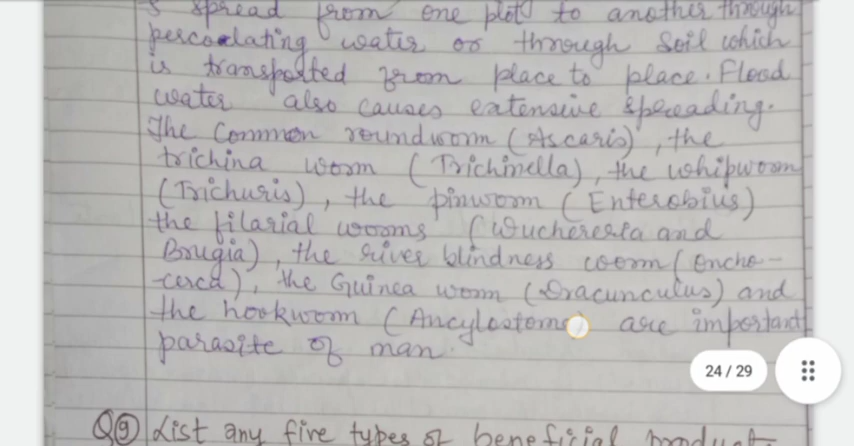 spread from one plot to another through
percolating water or through soil which
is transported from place to place. Flood
water also causes extensive spreading.
The Common roundworm (Ascaris), the
trichina worm (Trichinella), the whipworm
(Trichuris), the pinworm (Enterobius)
the filarial worms (Wuchereria and
Brugia), the river blindness worm (Oncho-
-cerca), the Guinea worm (Dracunculus) and
the hookworm (Ancylostoma are important
parasite of man.
24 / 29
Q9 List any five types of beneficial product